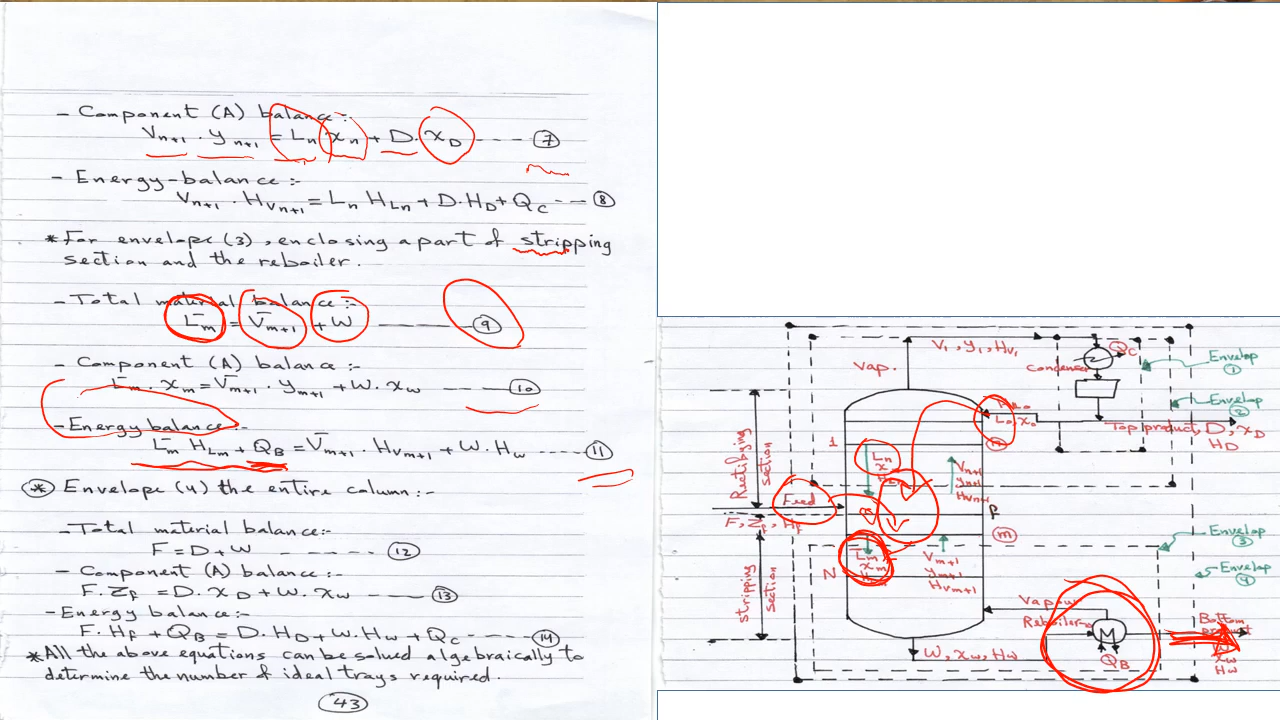 - Component (A) balance:-
Vn+1 . yn+1 = Ln xn + D. xD ---- (7)
- Energy-balance :-
Vn+1 . HVn+1 = Ln HLn + D.HD + QC --- (8)
* For envelope (3), enclosing a part of stripping
section and the reboiler.
- Total material balance:-
L̄m = V̄m+1 + W ——— (9)
- Component (A) balance:-
L̄m . xm = V̄m+1 . ym+1 + W. xw --- (10)
- Energy balance:-
L̄m HLm + QB = V̄m+1 . HVm+1 + W. Hw ----- (11)
(*) Envelope (4) the entire column:-
- Total material balance:-
F = D + W ----- (12)
- Component (A) balance:-
F. ZF = D. xD + W. xw --- (13)
- Energy balance:-
F. HF + QB = D. HD + W. Hw + QC ----- (14)
* All the above equations can be solved algebraically to
determine the number of ideal trays required.
(43)
V1, y1, HV1
QC
Vap.
Condenser
Envelop
(1)
Envelop
(2)
Lo, xo
Top product, D, xD
HD
1
n
Rectifying
section
Ln
x
Vn+1
yn+1
HVn+1
Feed
F, ZF, HF
F
m
Envelop
(3)
L̄m
xm
Vm+1
ym+1
HVm+1
N
Envelop
(4)
stripping
section
Vapour
Reboiler
Bottom
product
W
xw
Hw
QB
W, xw, Hw